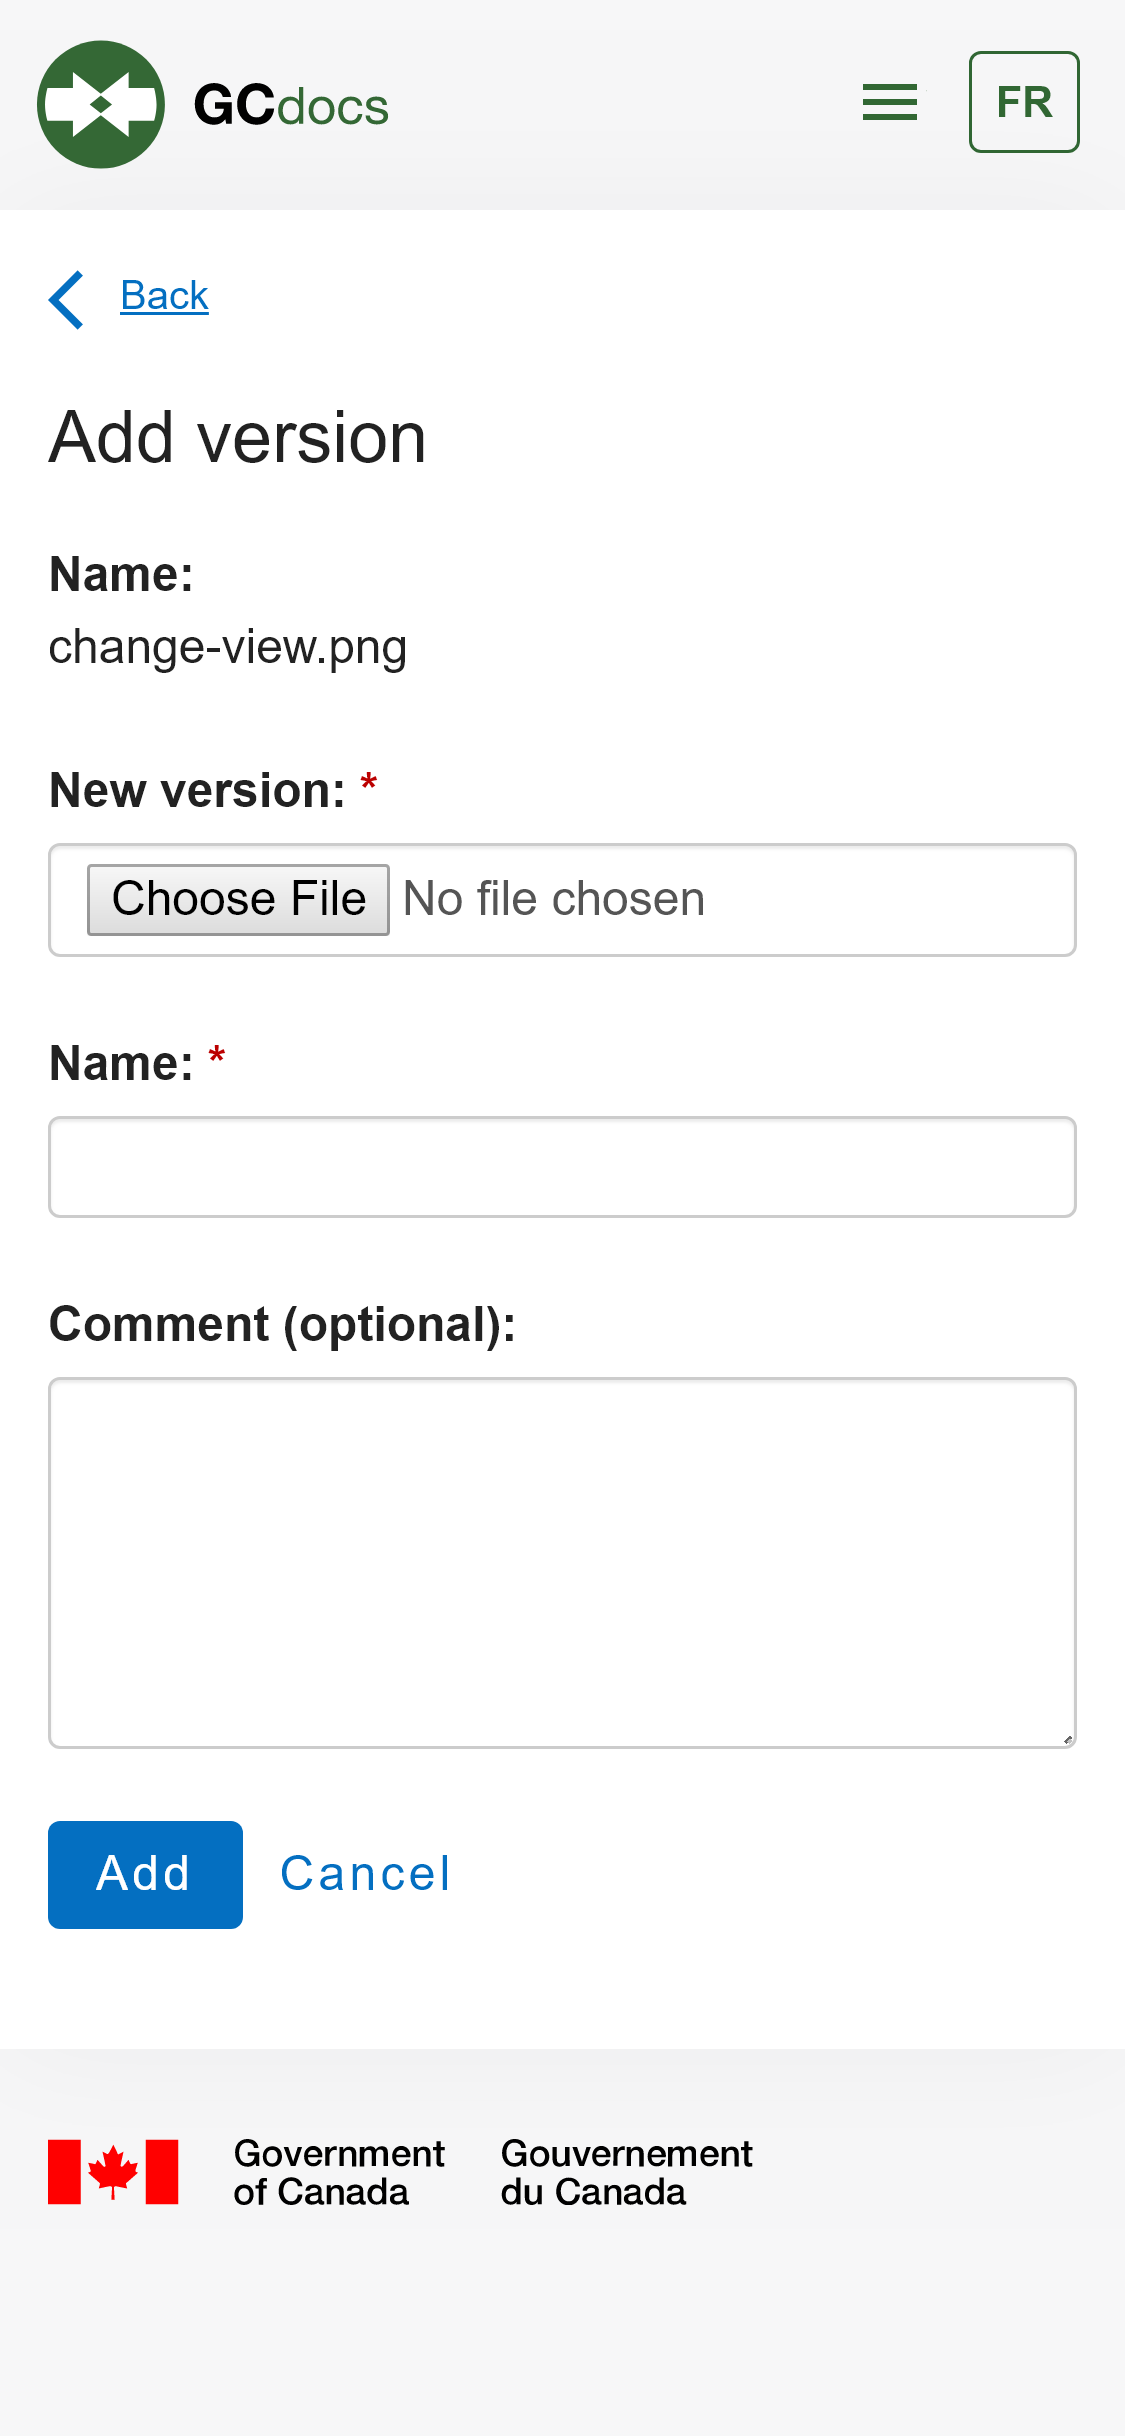 GCdocs
FR
Back
Add version
Name:
change-view.png
New version: *
Choose File No file chosen
Name: *
Comment (optional):
Add Cancel
Government of Canada
Gouvernement du Canada